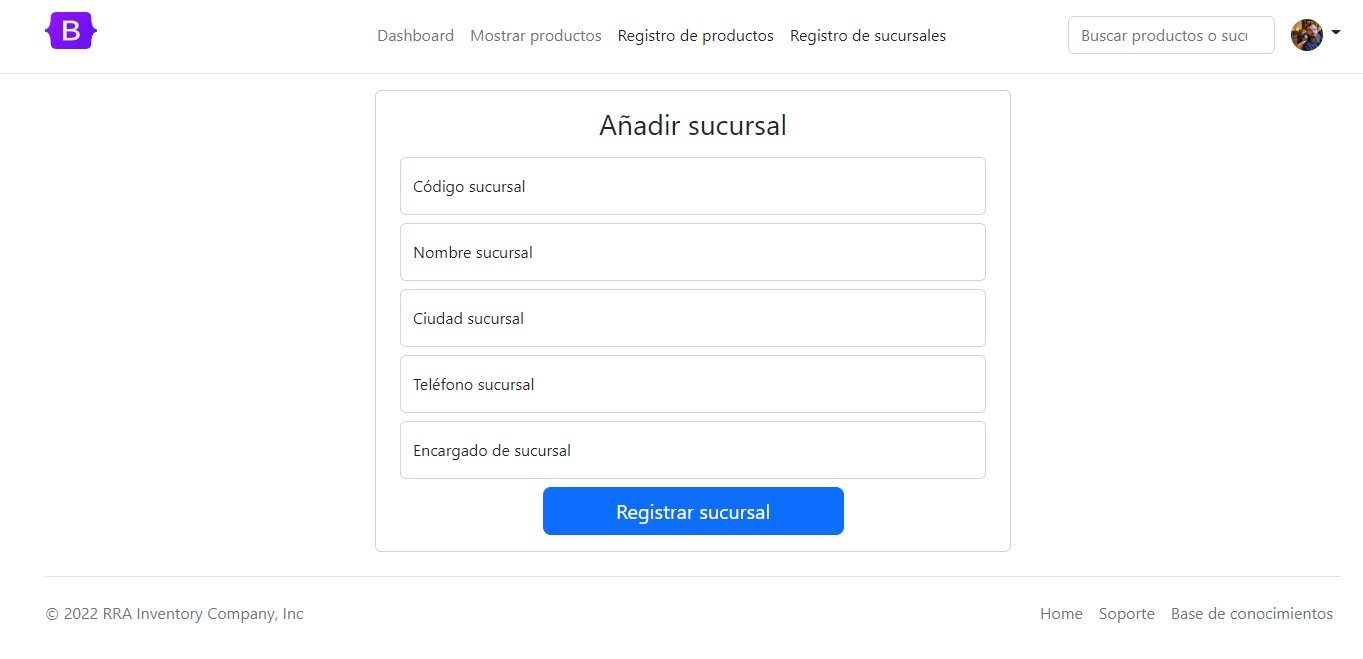 B
Dashboard Mostrar productos Registro de productos Registro de sucursales
Buscar productos o sucu
Añadir sucursal
Código sucursal
Nombre sucursal
Ciudad sucursal
Teléfono sucursal
Encargado de sucursal
Registrar sucursal
© 2022 RRA Inventory Company, Inc
Home Soporte Base de conocimientos